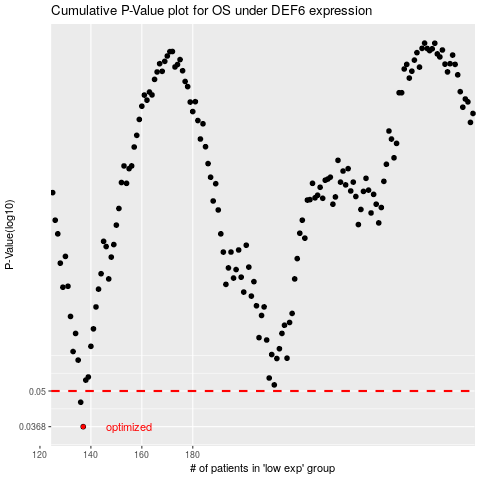 Cumulative P-Value plot for OS under DEF6 expression
P-Value(log10)
0.05
0.0368
optimized
120 140 160 180
# of patients in 'low exp' group